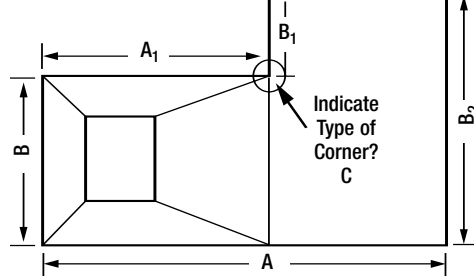 B₁
A₁
Indicate
Type of
Corner?
C
B
B₂
A